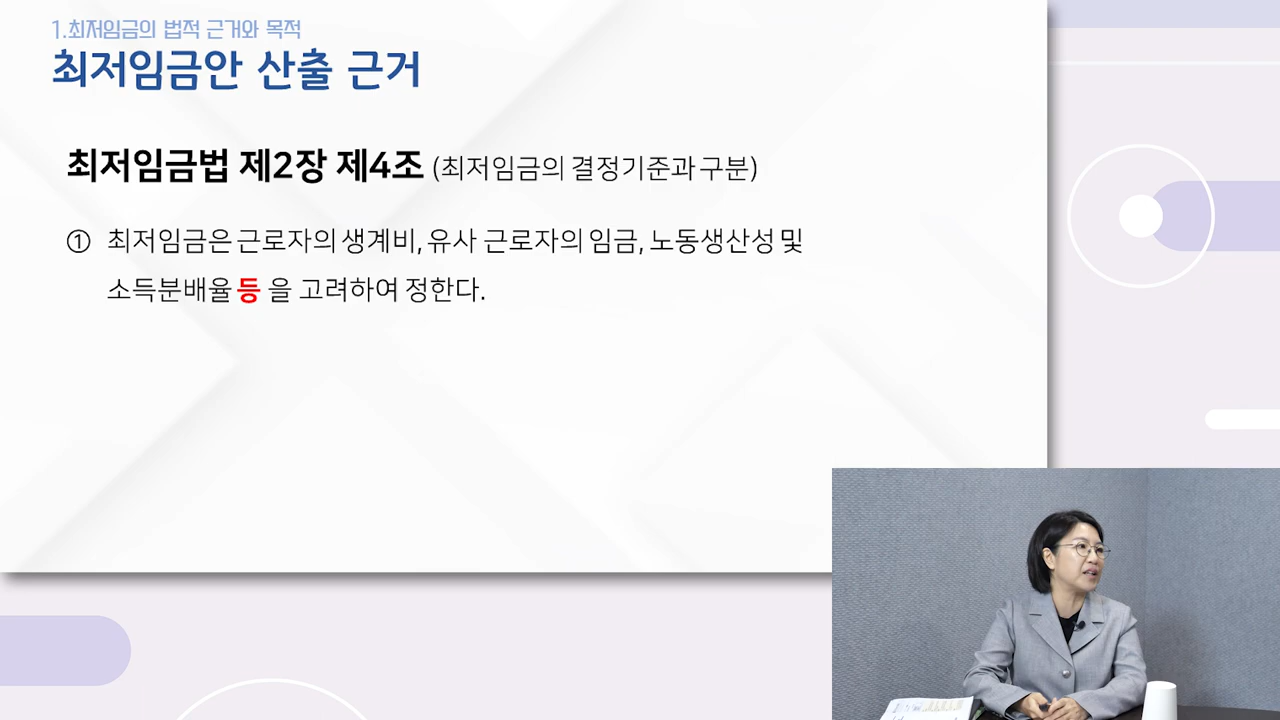 1.최저임금의 법적 근거와 목적
최저임금안 산출 근거
최저임금법 제2장 제4조 (최저임금의 결정기준과 구분)
① 최저임금은 근로자의 생계비, 유사 근로자의 임금, 노동생산성 및
소득분배율 등 을 고려하여 정한다.